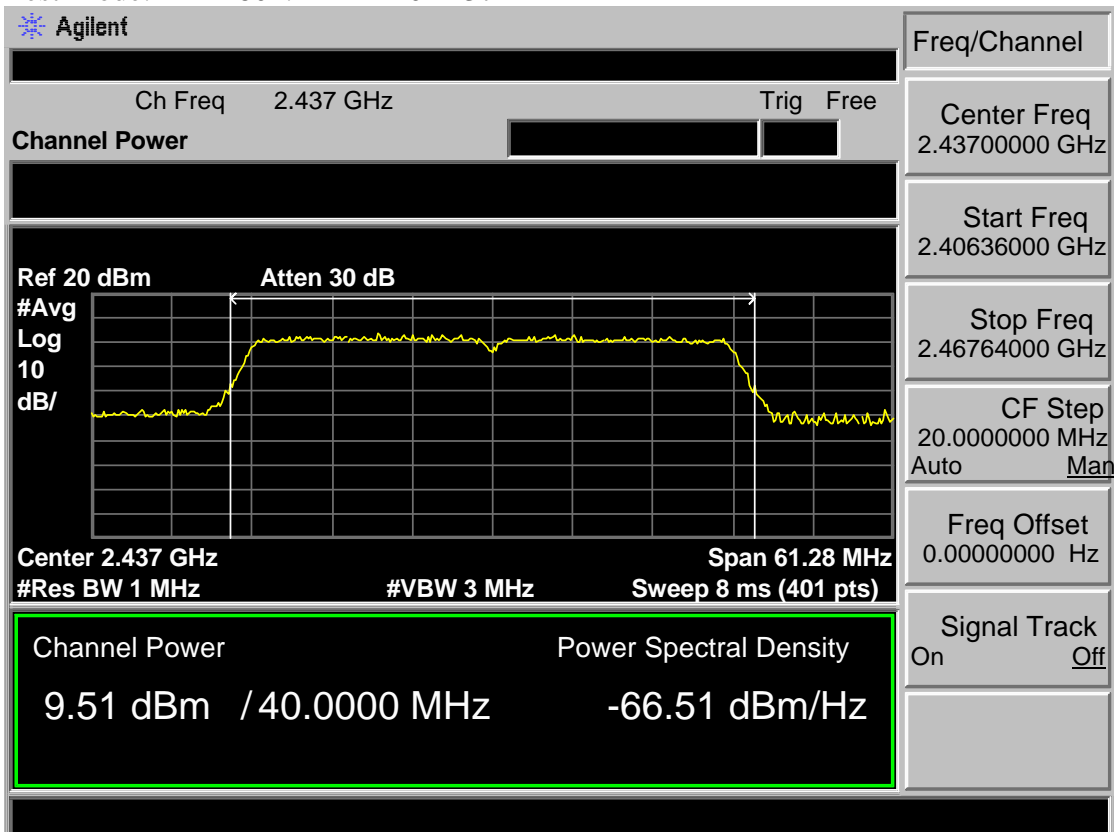 Agilent
Freq/Channel
Ch Freq 2.437 GHz Trig Free
Channel Power
Center Freq
2.43700000 GHz
Start Freq
2.40636000 GHz
Stop Freq
2.46764000 GHz
CF Step
20.0000000 MHz
Auto Man
Freq Offset
0.00000000 Hz
Signal Track
On Off
Ref 20 dBm Atten 30 dB
#Avg
Log
10
dB/
Center 2.437 GHz Span 61.28 MHz
#Res BW 1 MHz #VBW 3 MHz Sweep 8 ms (401 pts)
Channel Power Power Spectral Density
9.51 dBm / 40.0000 MHz -66.51 dBm/Hz